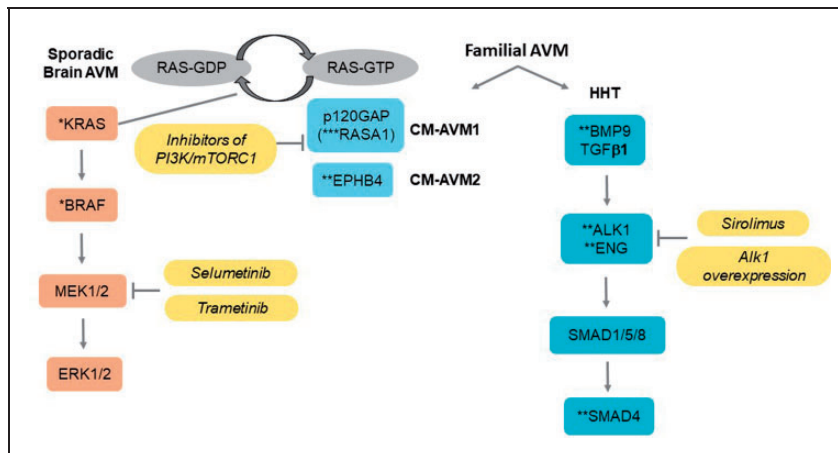 Sporadic
Brain AVM
RAS-GDP
RAS-GTP
Familial AVM
HHT
*KRAS
Inhibitors of
PI3K/mTORC1
p120GAP
(***RASA1)
CM-AVM1
**EPHB4
CM-AVM2
**BMP9
TGFβ1
*BRAF
**ALK1
**ENG
Sirolimus
Alk1
overexpression
MEK1/2
Selumetinib
Trametinib
SMAD1/5/8
ERK1/2
**SMAD4